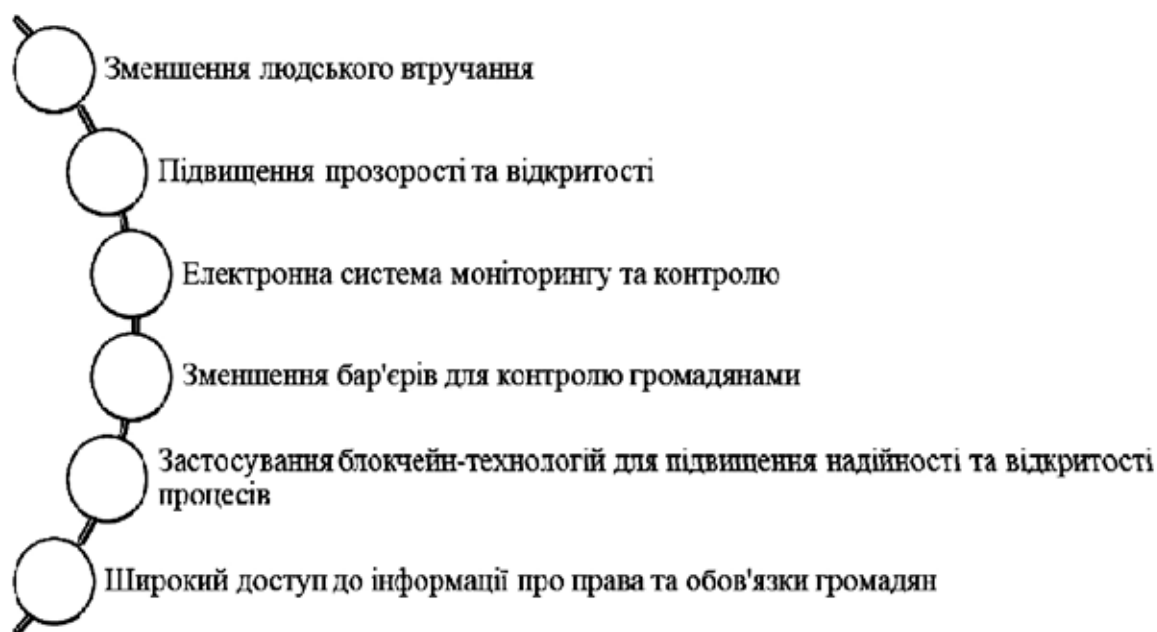 Зменшення людського втручання
Підвищення прозорості та відкритості
Електронна система моніторингу та контролю
Зменшення бар'єрів для контролю громадянами
Застосування блокчейн-технологій для підвищення надійності та відкритості
процесів
Широкий доступ до інформації про права та обов'язки громадян